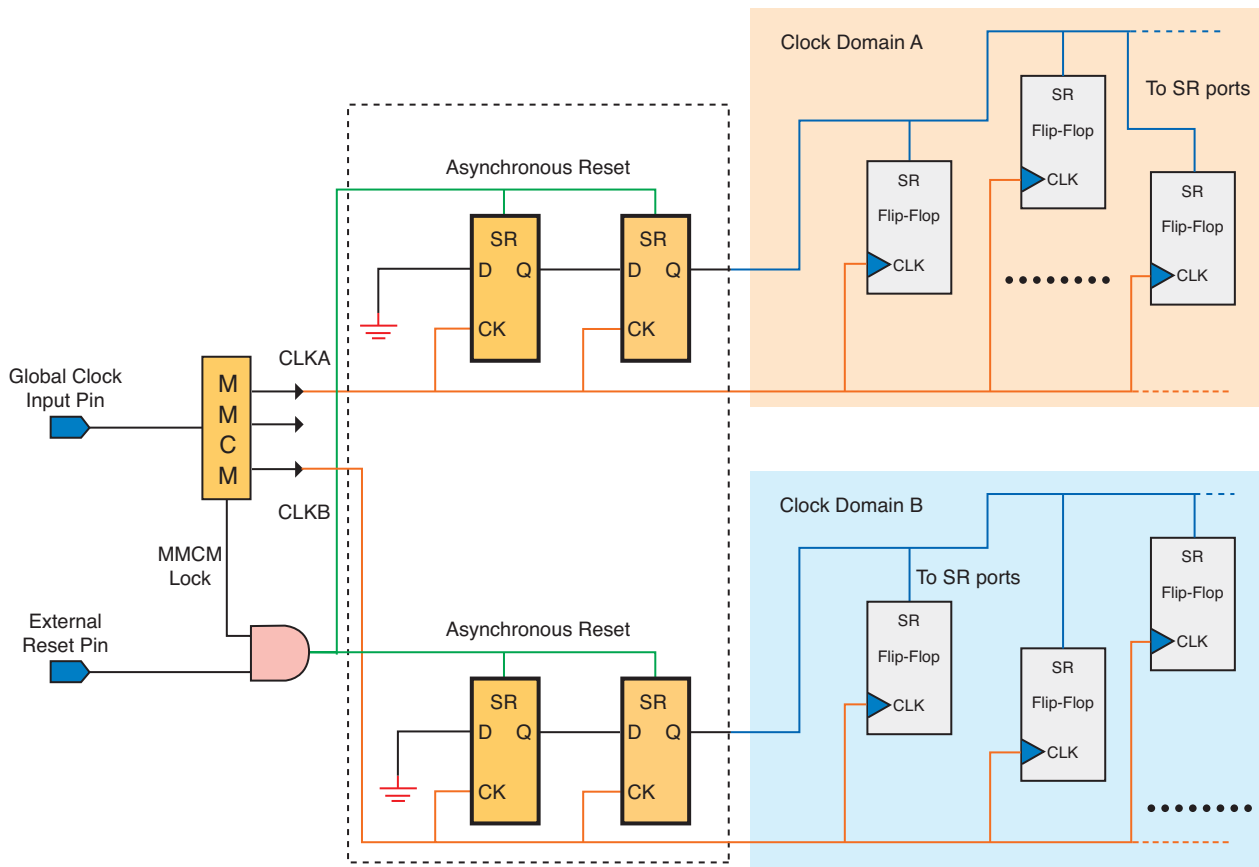 Clock Domain A
SR
Flip-Flop
CLK
To SR ports
SR
Flip-Flop
CLK
SR
Flip-Flop
CLK
Asynchronous Reset
SR
D Q
CK
SR
D Q
CK
CLKA
Global Clock
Input Pin
M
M
C
M
CLKB
MMCM
Lock
External
Reset Pin
Clock Domain B
To SR ports
SR
Flip-Flop
CLK
SR
Flip-Flop
CLK
SR
Flip-Flop
CLK
Asynchronous Reset
SR
D Q
CK
SR
D Q
CK